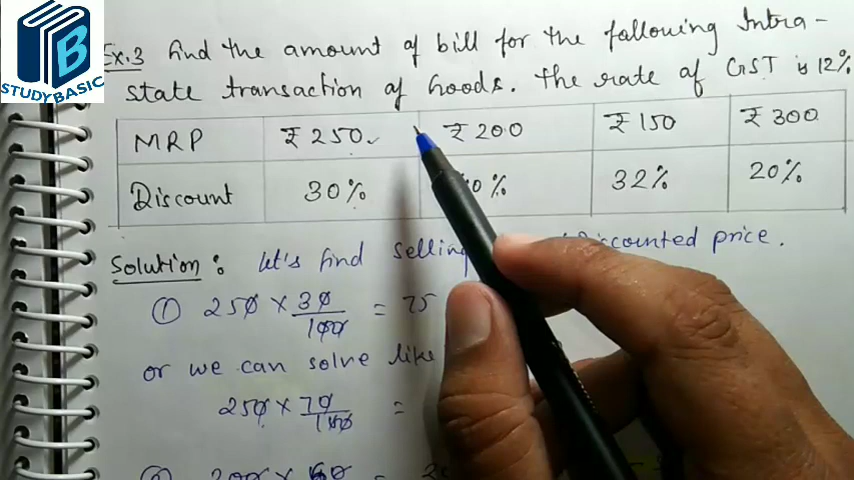 B
STUDYBASIC
Ex.3 Find the amount of bill for the following Intra-
state transaction of Goods. The rate of GST is 12%
MRP ₹ 250 ₹ 200 ₹ 150 ₹ 300
Discount 30% 0% 32% 20%
Solution: Let's find selling Discounted price.
① 250 × 30/100 = 75
or we can solve like
250 × 70/100 =
200 ×